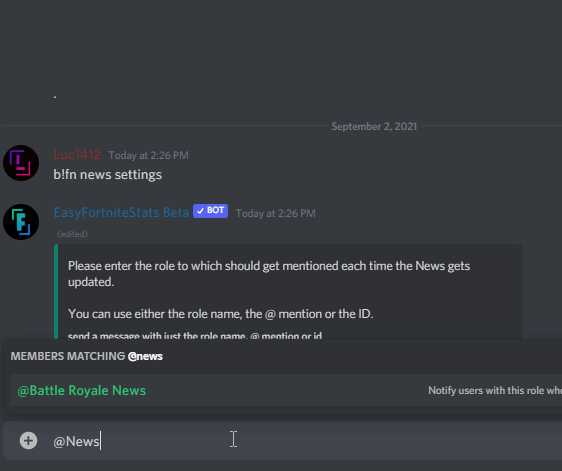 .
September 2, 2021
Luc1412 Today at 2:26 PM
b!fn news settings
EasyFortniteStats Beta ✓ BOT Today at 2:26 PM
(edited)
Please enter the role to which should get mentioned each time the News gets
updated.
You can use either the role name, the @ mention or the ID.
send a message with just the role name, @ mention or id
MEMBERS MATCHING @news
@Battle Royale News Notify users with this role who
@News